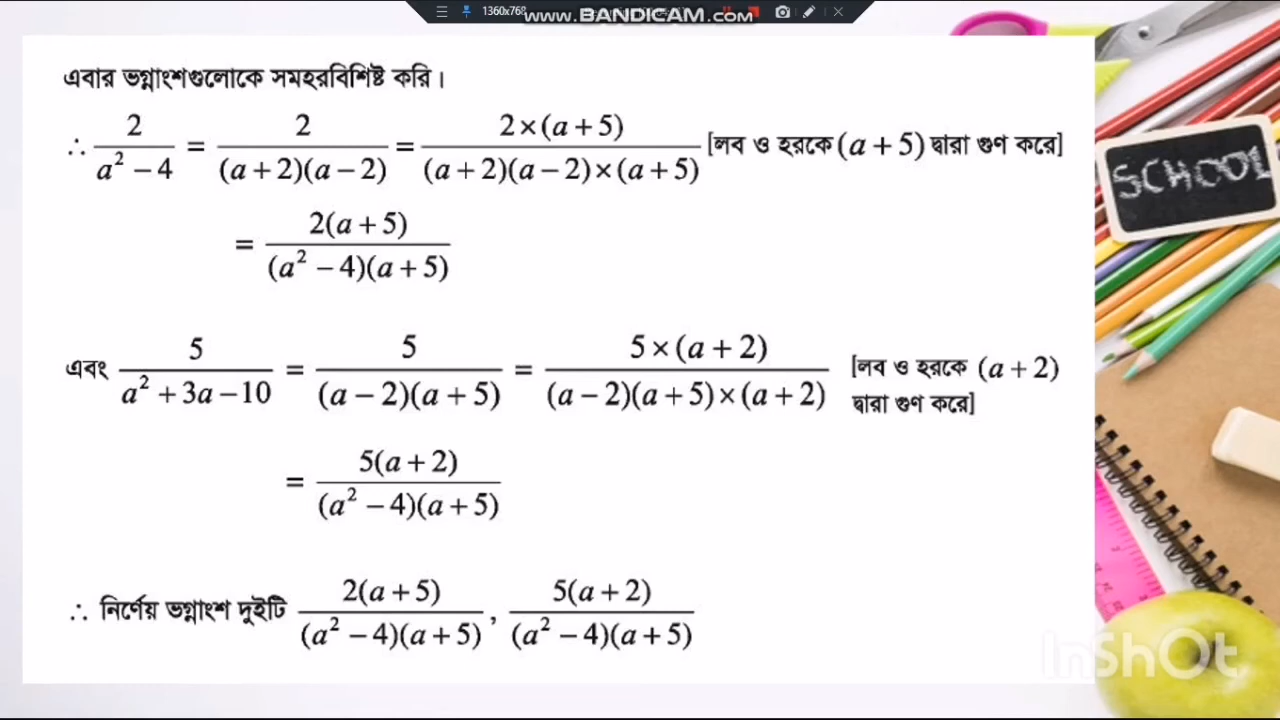 1360x768
www.BANDICAM.com
এবার ভগ্নাংশগুলোকে সমহরবিশিষ্ট করি।
∴ 2/(a² − 4) = 2/((a + 2)(a − 2)) = (2×(a + 5))/((a + 2)(a − 2)×(a + 5)) [লব ও হরকে (a + 5) দ্বারা গুণ করে]
= 2(a + 5)/((a² − 4)(a + 5))
এবং 5/(a² + 3a − 10) = 5/((a − 2)(a + 5)) = (5×(a + 2))/((a − 2)(a + 5)×(a + 2)) [লব ও হরকে (a + 2)
দ্বারা গুণ করে]
= 5(a + 2)/((a² − 4)(a + 5))
∴ নির্ণেয় ভগ্নাংশ দুইটি 2(a + 5)/((a² − 4)(a + 5)), 5(a + 2)/((a² − 4)(a + 5))
SCHOOL
InShOt